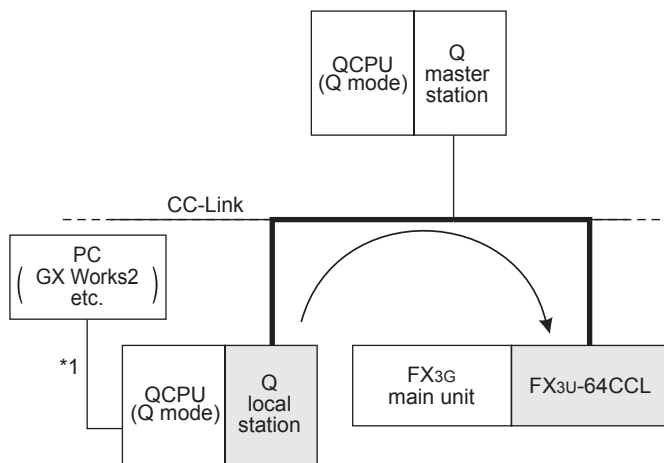 QCPU
(Q mode)
Q
master
station
CC-Link
PC
( GX Works2 )
etc.
*1
QCPU
(Q mode)
Q
local
station
FX3G
main unit
FX3U-64CCL